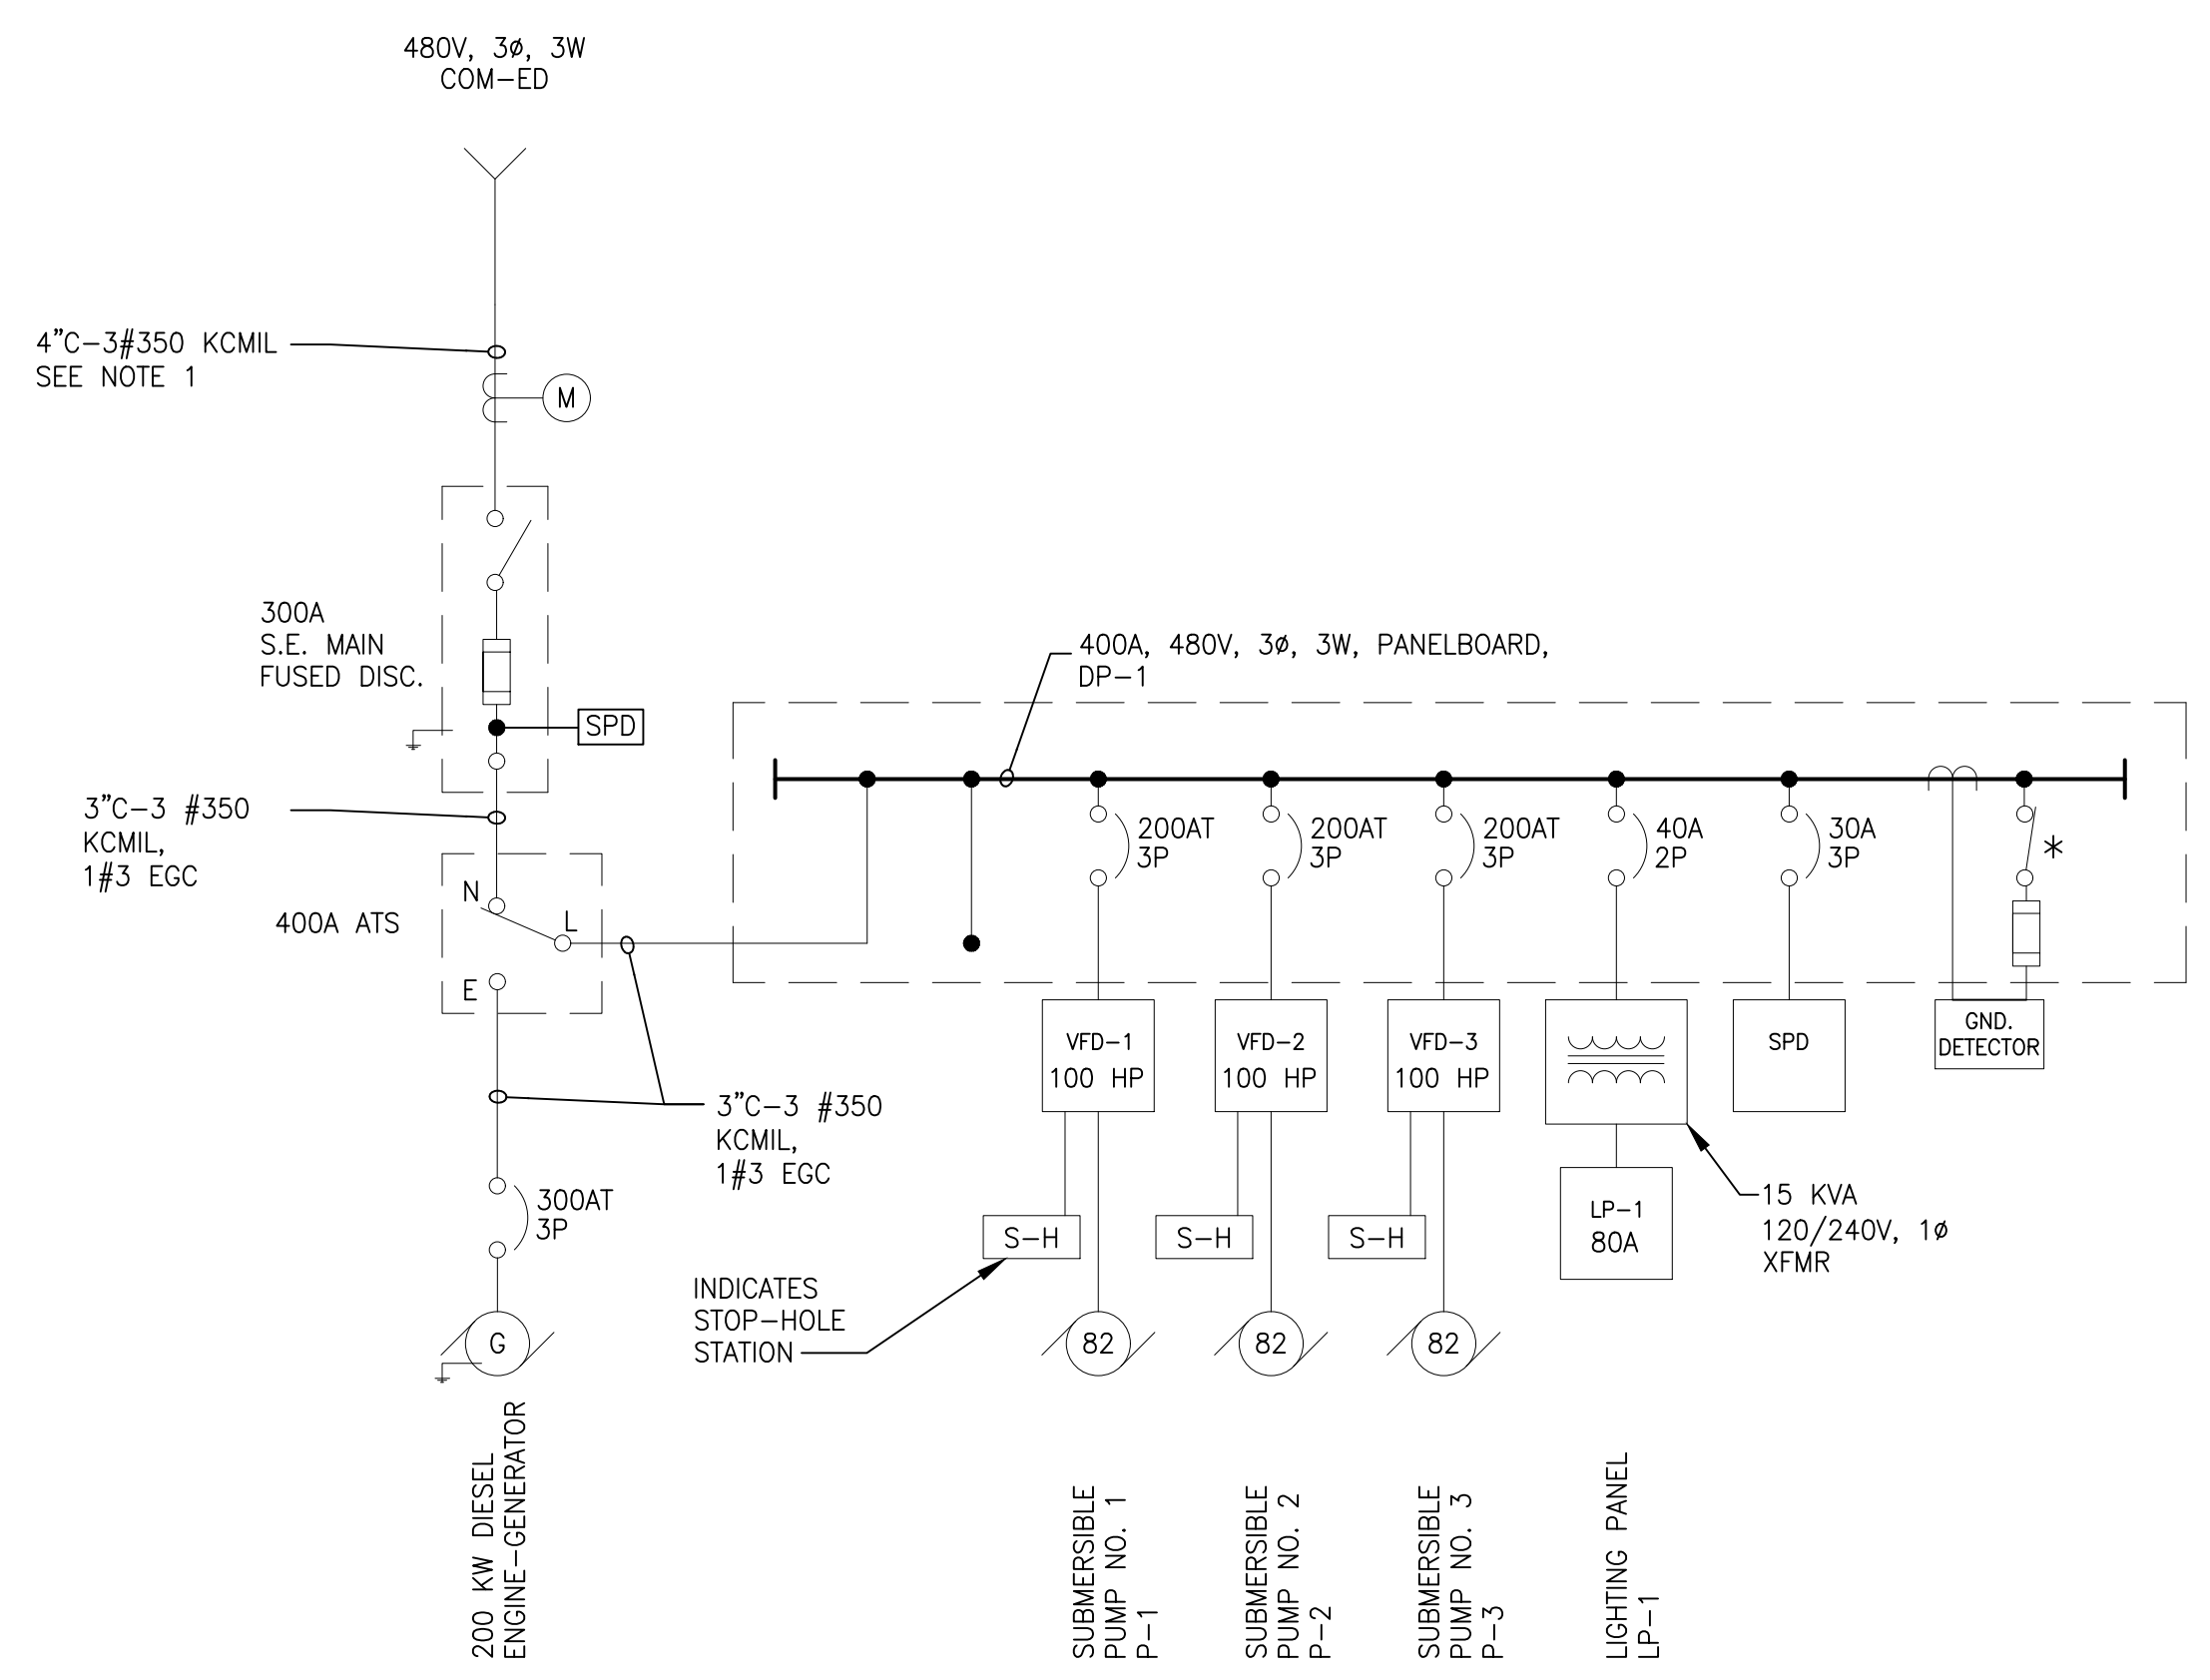 480V, 3ø, 3W
COM-ED
4"C-3#350 KCMIL
SEE NOTE 1
M
300A
S.E. MAIN
FUSED DISC.
SPD
3"C-3 #350
KCMIL,
1#3 EGC
400A ATS
N
L
E
3"C-3 #350
KCMIL,
1#3 EGC
300AT
3P
G
200 KW DIESEL
ENGINE-GENERATOR
400A, 480V, 3ø, 3W, PANELBOARD,
DP-1
200AT
3P
200AT
3P
200AT
3P
40A
2P
30A
3P
*
VFD-1
100 HP
VFD-2
100 HP
VFD-3
100 HP
SPD
GND.
DETECTOR
S-H
S-H
S-H
LP-1
80A
15 KVA
120/240V, 1ø
XFMR
INDICATES
STOP-HOLE
STATION
82
82
82
SUBMERSIBLE
PUMP NO. 1
P-1
SUBMERSIBLE
PUMP NO. 2
P-2
SUBMERSIBLE
PUMP NO. 3
P-3
LIGHTING PANEL
LP-1